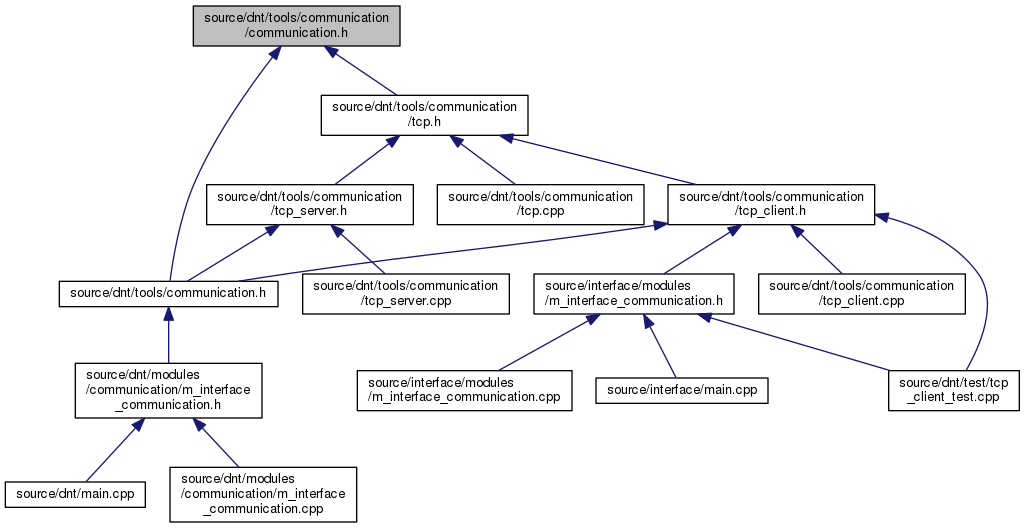 source/dnt/tools/communication
/communication.h
source/dnt/tools/communication
/tcp.h
source/dnt/tools/communication
/tcp_server.h
source/dnt/tools/communication
/tcp.cpp
source/dnt/tools/communication
/tcp_client.h
source/dnt/tools/communication.h
source/dnt/tools/communication
/tcp_server.cpp
source/interface/modules
/m_interface_communication.h
source/dnt/tools/communication
/tcp_client.cpp
source/dnt/modules
/communication/m_interface
_communication.h
source/interface/modules
/m_interface_communication.cpp
source/interface/main.cpp
source/dnt/test/tcp
_client_test.cpp
source/dnt/main.cpp
source/dnt/modules
/communication/m_interface
_communication.cpp